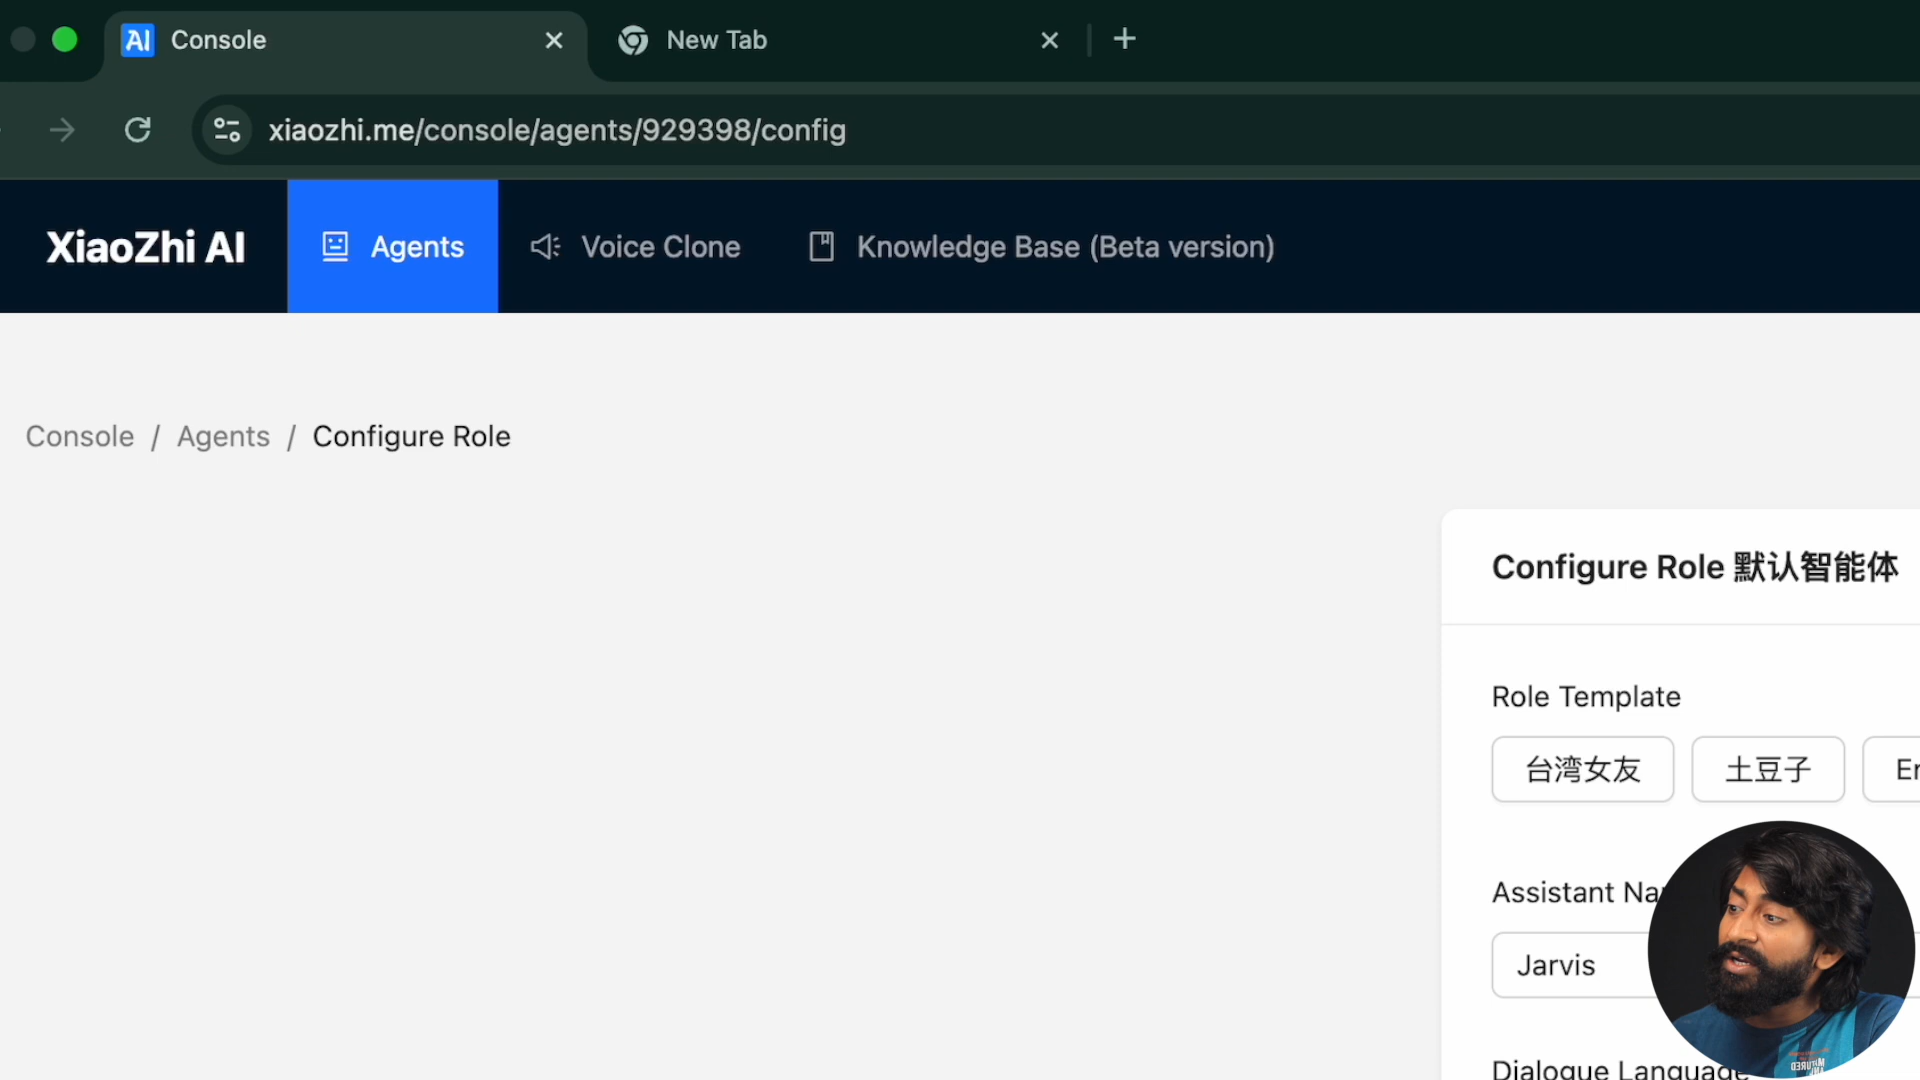 AI Console
New Tab
xiaozhi.me/console/agents/929398/config
XiaoZhi AI
Agents
Voice Clone
Knowledge Base (Beta version)
Console / Agents / Configure Role
Configure Role 默认智能体
Role Template
台湾女友
土豆子
Assistant
Jarvis
Dialogue Language